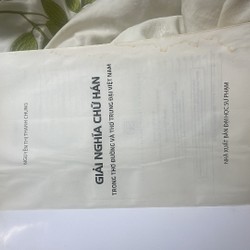 NGUYỄN THỊ THANH CHUNG
GIẢI NGHĨA CHỮ HÁN
TRONG THƠ ĐƯỜNG VÀ THƠ TRUNG ĐẠI VIỆT NAM
NHÀ XUẤT BẢN ĐẠI HỌC SƯ PHẠM